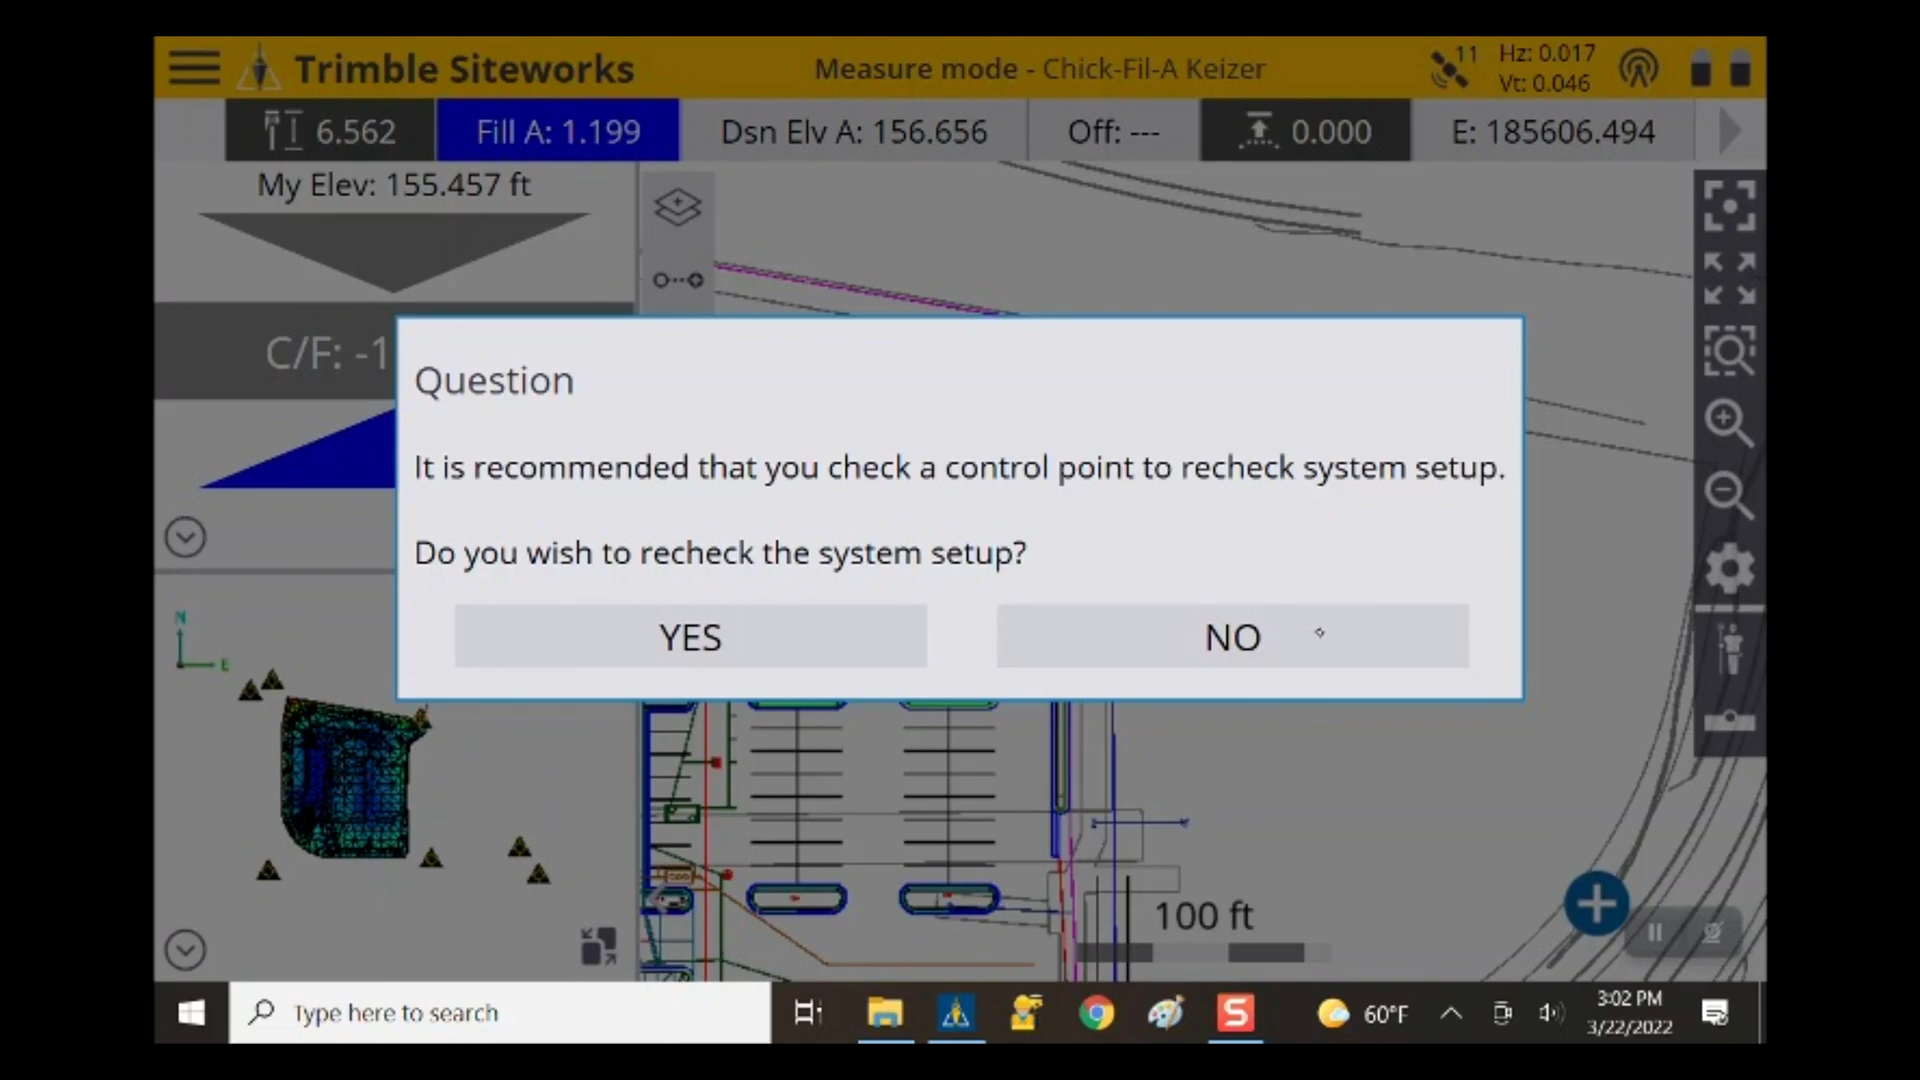 Trimble Siteworks
Measure mode - Chick-Fil-A Keizer
11
Hz: 0.017
Vt: 0.046
6.562
Fill A: 1.199
Dsn Elv A: 156.656
Off: ---
0.000
E: 185606.494
My Elev: 155.457 ft
C/F: -1
Question
It is recommended that you check a control point to recheck system setup.
Do you wish to recheck the system setup?
YES
NO
N
E
100 ft
Type here to search
S
60°F
3:02 PM
3/22/2022